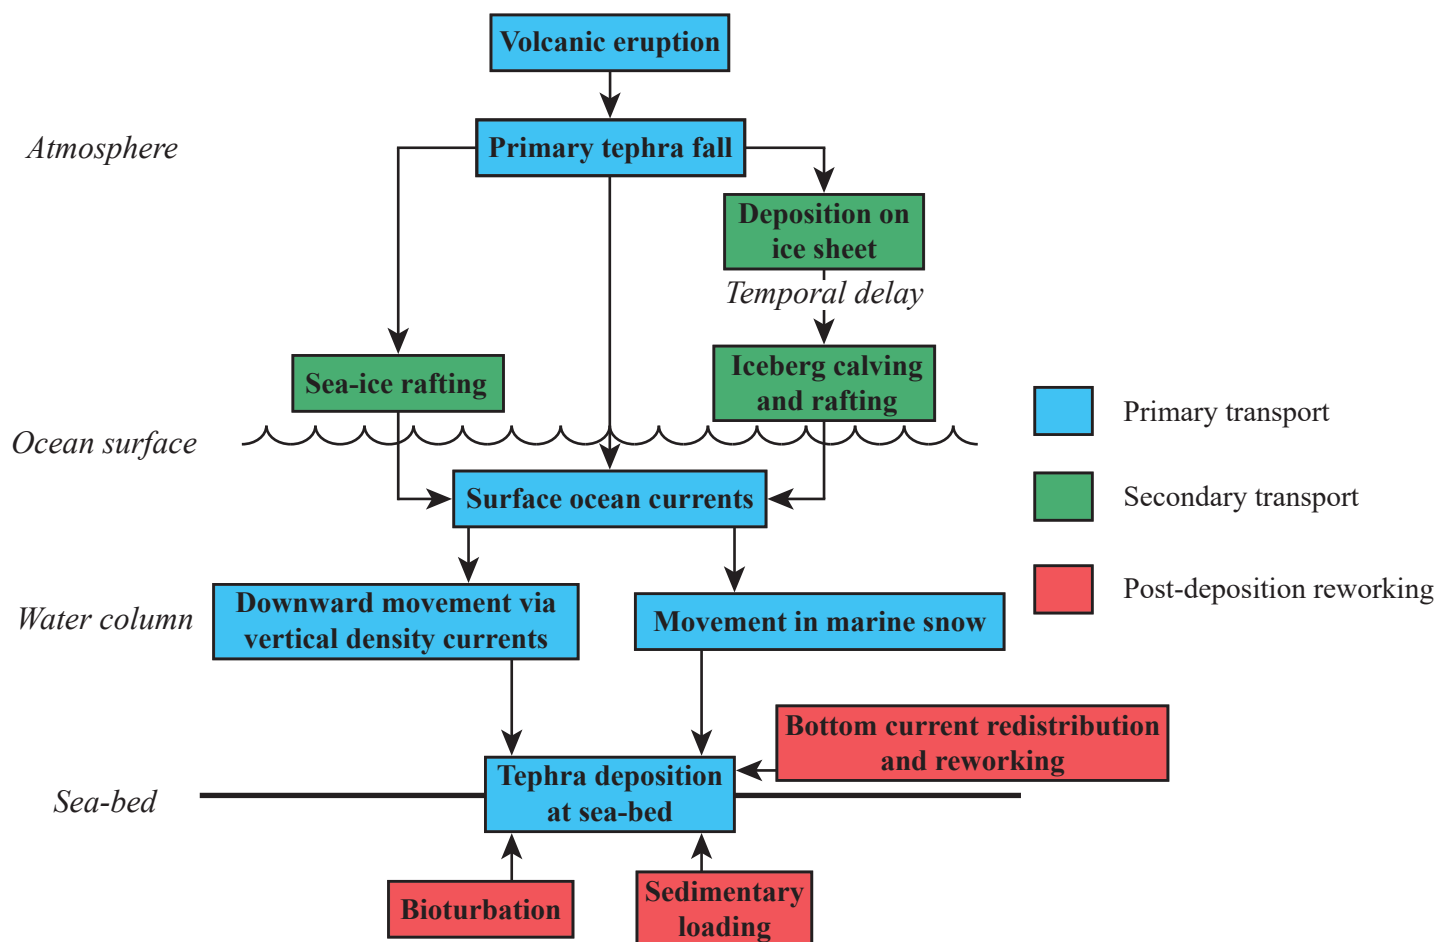 Volcanic eruption
Atmosphere
Primary tephra fall
Deposition on
ice sheet
Temporal delay
Sea-ice rafting
Iceberg calving
and rafting
Ocean surface
Surface ocean currents
Water column
Downward movement via
vertical density currents
Movement in marine snow
Bottom current redistribution
and reworking
Tephra deposition
at sea-bed
Sea-bed
Bioturbation
Sedimentary
loading
Primary transport
Secondary transport
Post-deposition reworking